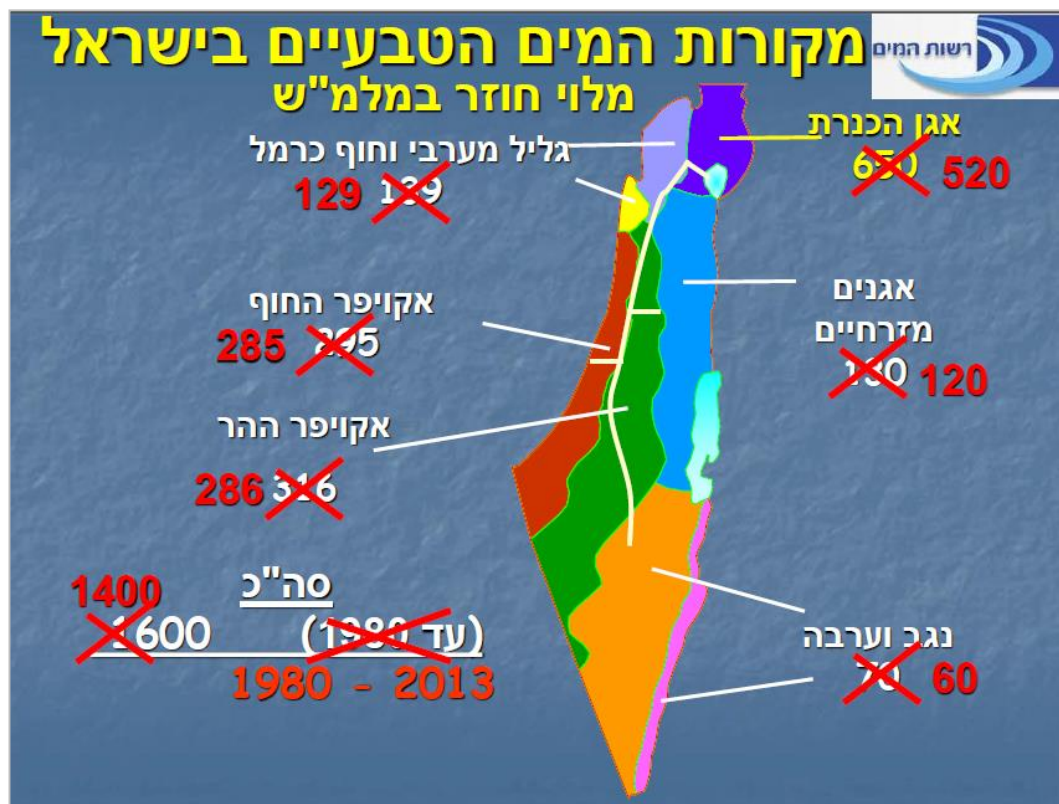 מקורות המים הטבעיים בישראל
רשות המים
מלוי חוזר במלמ"ש
אגן הכנרת
650 520
גליל מערבי וחוף כרמל
129 139
אגנים
מזרחיים
130 120
אקויפר החוף
285 295
אקויפר ההר
286 316
נגב וערבה
70 60
סה"כ
1400
(עד 1980) 1600
1980 - 2013